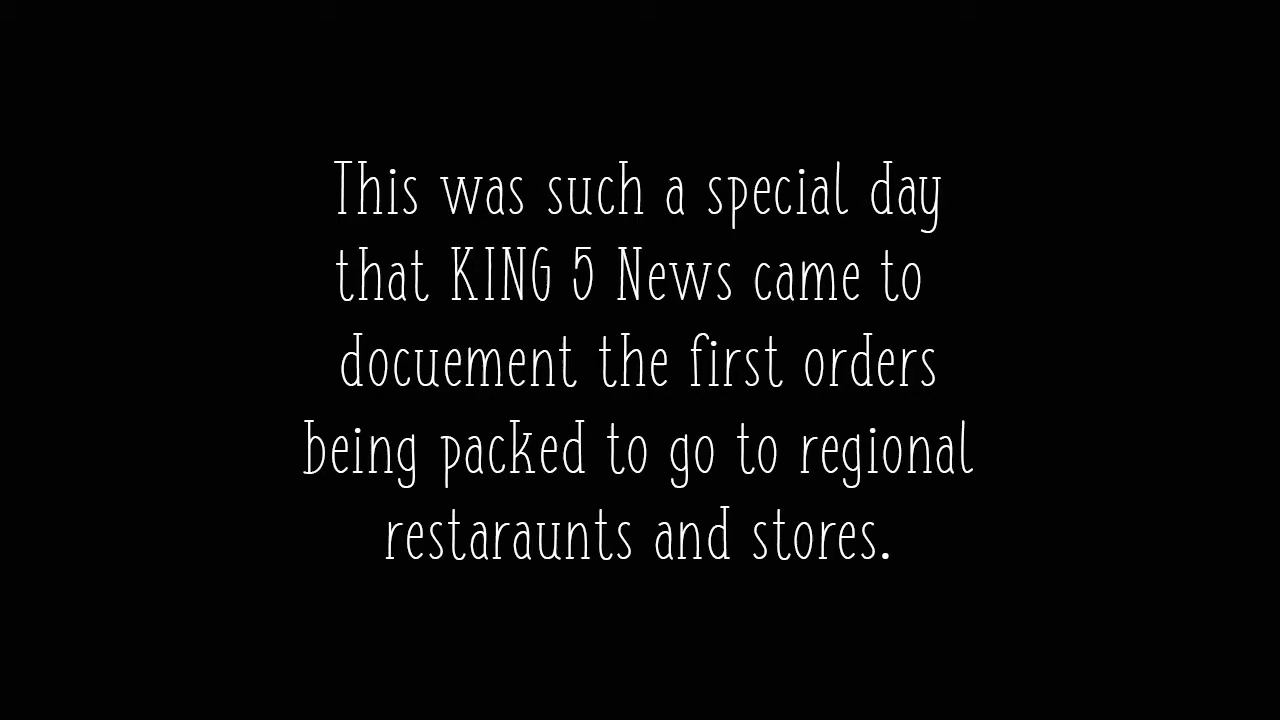 This was such a special day
that KING 5 News came to
docuement the first orders
being packed to go to regional
restaraunts and stores.